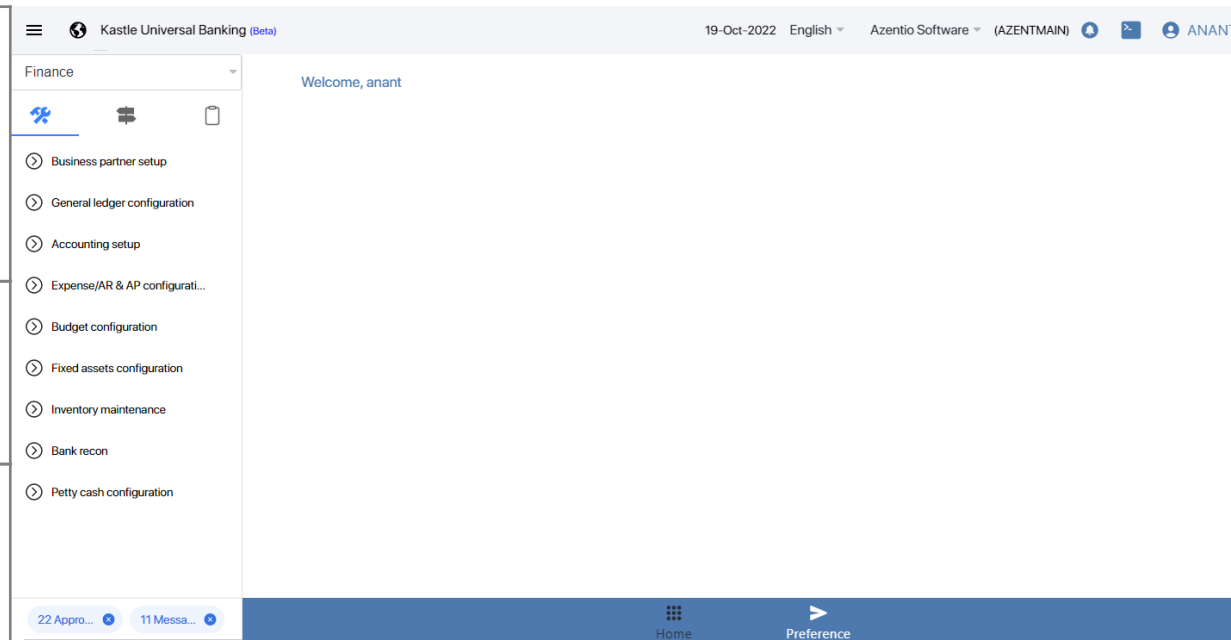 Kastle Universal Banking (Beta)
19-Oct-2022 English Azentio Software (AZENTMAIN) ANANT
Finance
Welcome, anant
Business partner setup
General ledger configuration
Accounting setup
Expense/AR & AP configurati...
Budget configuration
Fixed assets configuration
Inventory maintenance
Bank recon
Petty cash configuration
22 Appro... 11 Messa...
Home Preference